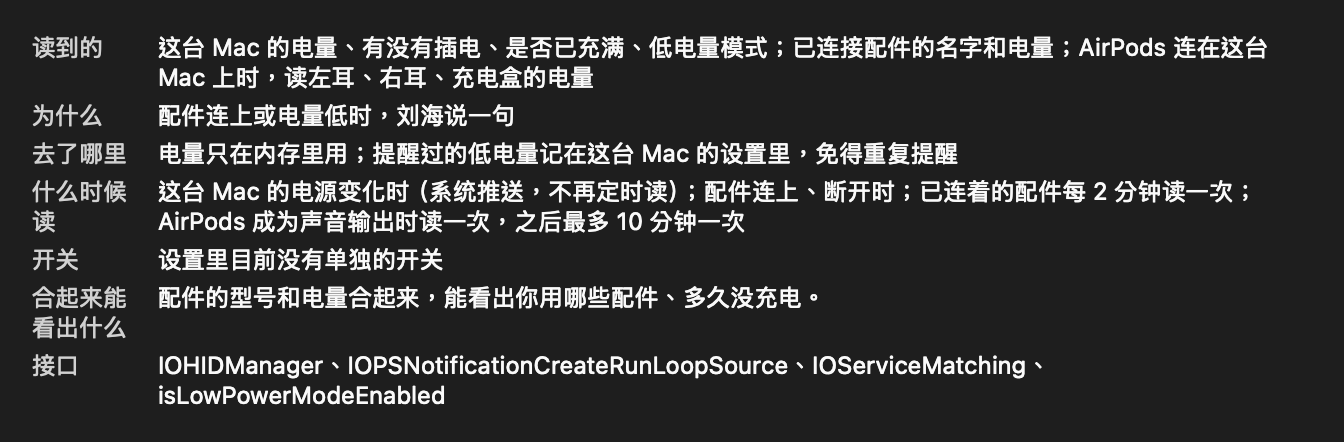 读到的 这台 Mac 的电量、有没有插电、是否已充满、低电量模式；已连接配件的名字和电量；AirPods 连在这台
Mac 上时，读左耳、右耳、充电盒的电量
为什么 配件连上或电量低时，刘海说一句
去了哪里 电量只在内存里用；提醒过的低电量记在这台 Mac 的设置里，免得重复提醒
什么时候 这台 Mac 的电源变化时（系统推送，不再定时读）；配件连上、断开时；已连着的配件每 2 分钟读一次；
读 AirPods 成为声音输出时读一次，之后最多 10 分钟一次
开关 设置里目前没有单独的开关
合起来能 配件的型号和电量合起来，能看出你用哪些配件、多久没充电。
看出什么
接口 IOHIDManager、IOPSNotificationCreateRunLoopSource、IOServiceMatching、
isLowPowerModeEnabled